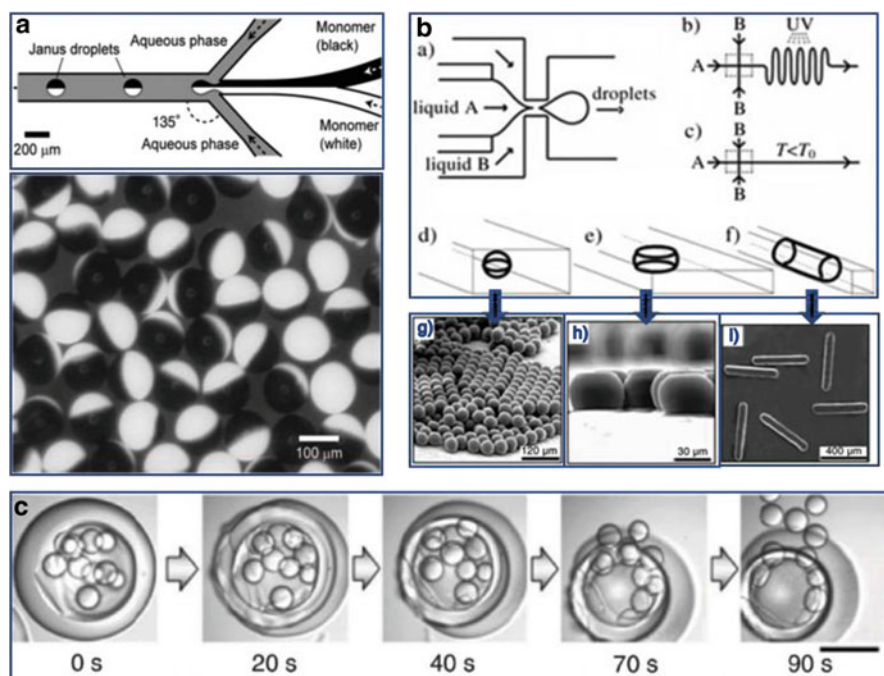 a
Janus droplets
Aqueous phase
Monomer
(black)
135°
200 μm
Aqueous phase
Monomer
(white)
100 μm
b
a)
liquid A
liquid B
droplets
b)
B
UV
A
B
c)
B
A
T<T₀
B
d)
e)
f)
g)
120 μm
h)
30 μm
i)
400 μm
c
0 s
20 s
40 s
70 s
90 s